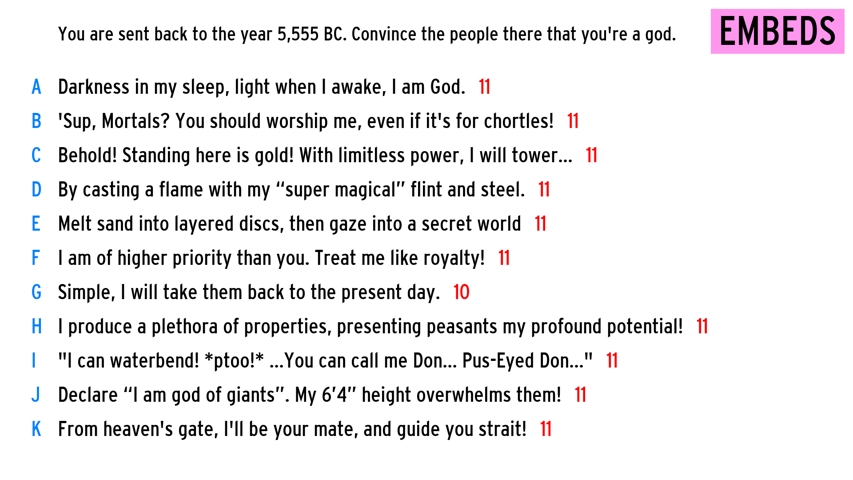 You are sent back to the year 5,555 BC. Convince the people there that you're a god.
EMBEDS
A Darkness in my sleep, light when I awake, I am God. 11
B 'Sup, Mortals? You should worship me, even if it's for chortles! 11
C Behold! Standing here is gold! With limitless power, I will tower... 11
D By casting a flame with my “super magical” flint and steel. 11
E Melt sand into layered discs, then gaze into a secret world 11
F I am of higher priority than you. Treat me like royalty! 11
G Simple, I will take them back to the present day. 10
H I produce a plethora of properties, presenting peasants my profound potential! 11
I "I can waterbend! *ptoo!* ...You can call me Don... Pus-Eyed Don..." 11
J Declare “I am god of giants”. My 6’4” height overwhelms them! 11
K From heaven's gate, I'll be your mate, and guide you strait! 11